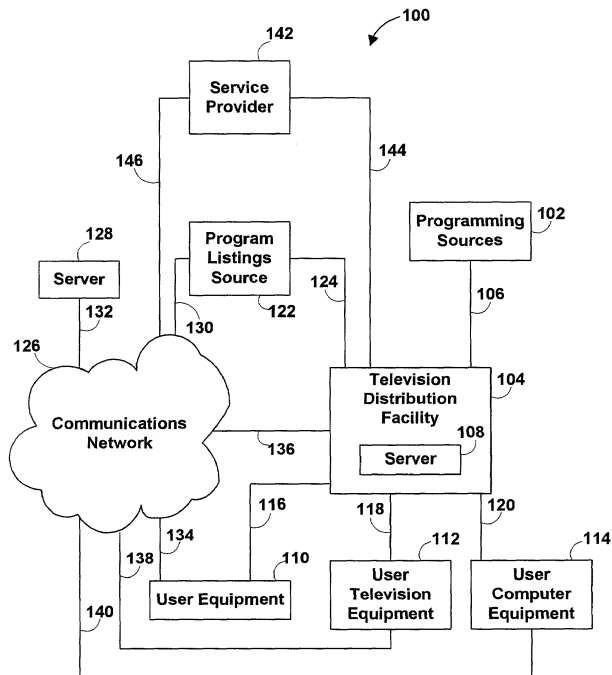 100
142
Service
Provider
146
144
128
Server
132
Program
Listings
Source
122
130
124
Programming
Sources
102
106
126
Communications
Network
Television
Distribution
Facility
104
108
Server
136
116
118
120
134
138
110
User Equipment
112
User
Television
Equipment
114
User
Computer
Equipment
140